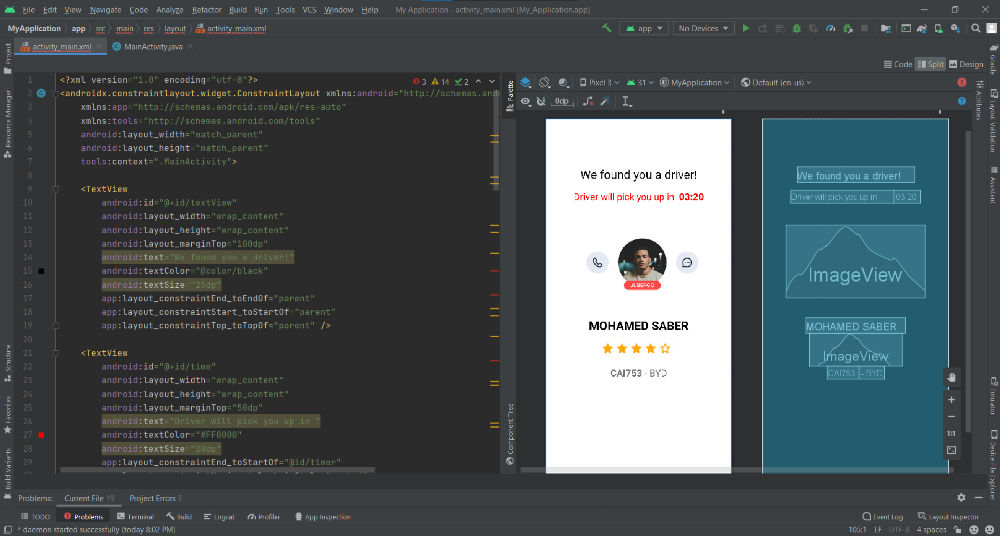 File Edit View Navigate Code Analyze Refactor Build Run Tools VCS Window Help My Application - activity_main.xml [My_Application.app]
MyApplication app src main res layout activity_main.xml
app No Devices
activity_main.xml MainActivity.java
Code Split Design
Project
Resource Manager
Structure
Favorites
Build Variants
3 14 2
1 <?xml version="1.0" encoding="utf-8"?>
2 <androidx.constraintlayout.widget.ConstraintLayout xmlns:android="http://schemas.and
3 xmlns:app="http://schemas.android.com/apk/res-auto"
4 xmlns:tools="http://schemas.android.com/tools"
5 android:layout_width="match_parent"
6 android:layout_height="match_parent"
7 tools:context=".MainActivity">
8
9 <TextView
10 android:id="@+id/textView"
11 android:layout_width="wrap_content"
12 android:layout_height="wrap_content"
13 android:layout_marginTop="100dp"
14 android:text="We found you a driver!"
15 android:textColor="@color/black"
16 android:textSize="25dp"
17 app:layout_constraintEnd_toEndOf="parent"
18 app:layout_constraintStart_toStartOf="parent"
19 app:layout_constraintTop_toTopOf="parent" />
20
21 <TextView
22 android:id="@+id/time"
23 android:layout_width="wrap_content"
24 android:layout_height="wrap_content"
25 android:layout_marginTop="50dp"
26 android:text="Driver will pick you up in "
27 android:textColor="#FF0000"
28 android:textSize="20dp"
29 app:layout_constraintEnd_toStartOf="@id/timer"
Palette
Component Tree
Pixel 3 31 MyApplication Default (en-us)
0dp
We found you a driver!
Driver will pick you up in 03:20
JUBERGO
MOHAMED SABER
CAI753 - BYD
We found you a driver!
Driver will pick you up in 03:20
ImageView
MOHAMED SABER
ImageView
CAI753 - BYD
1:1
Attributes
Gradle
Layout Validation
Assistant
Emulator
Device File Explorer
Problems: Current File 19 Project Errors 3
TODO Problems Terminal Build Logcat Profiler App Inspection Event Log Layout Inspector
* daemon started successfully (today 8:02 PM) 105:1 LF UTF-8 4 spaces